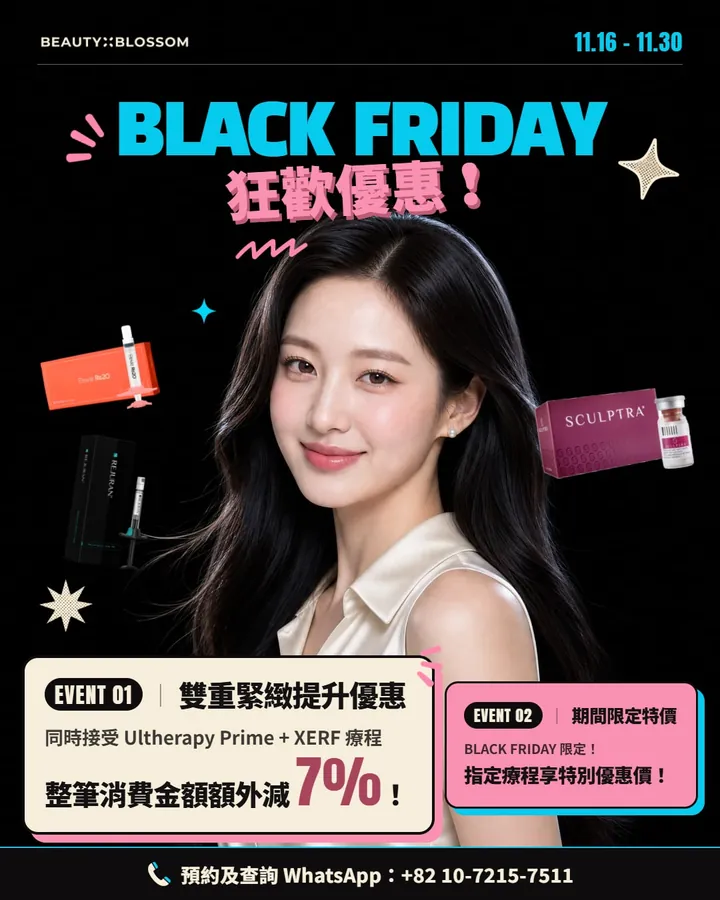 BEAUTY::BLOSSOM
11.16 - 11.30
BLACK FRIDAY
狂歡優惠！
REJURAN
SCULPTRA
EVENT 01 | 雙重緊緻提升優惠
同時接受 Ultherapy Prime + XERF 療程
整筆消費金額額外減 7%！
EVENT 02 | 期間限定特價
BLACK FRIDAY 限定！
指定療程享特別優惠價！
預約及查詢 WhatsApp：+82 10-7215-7511